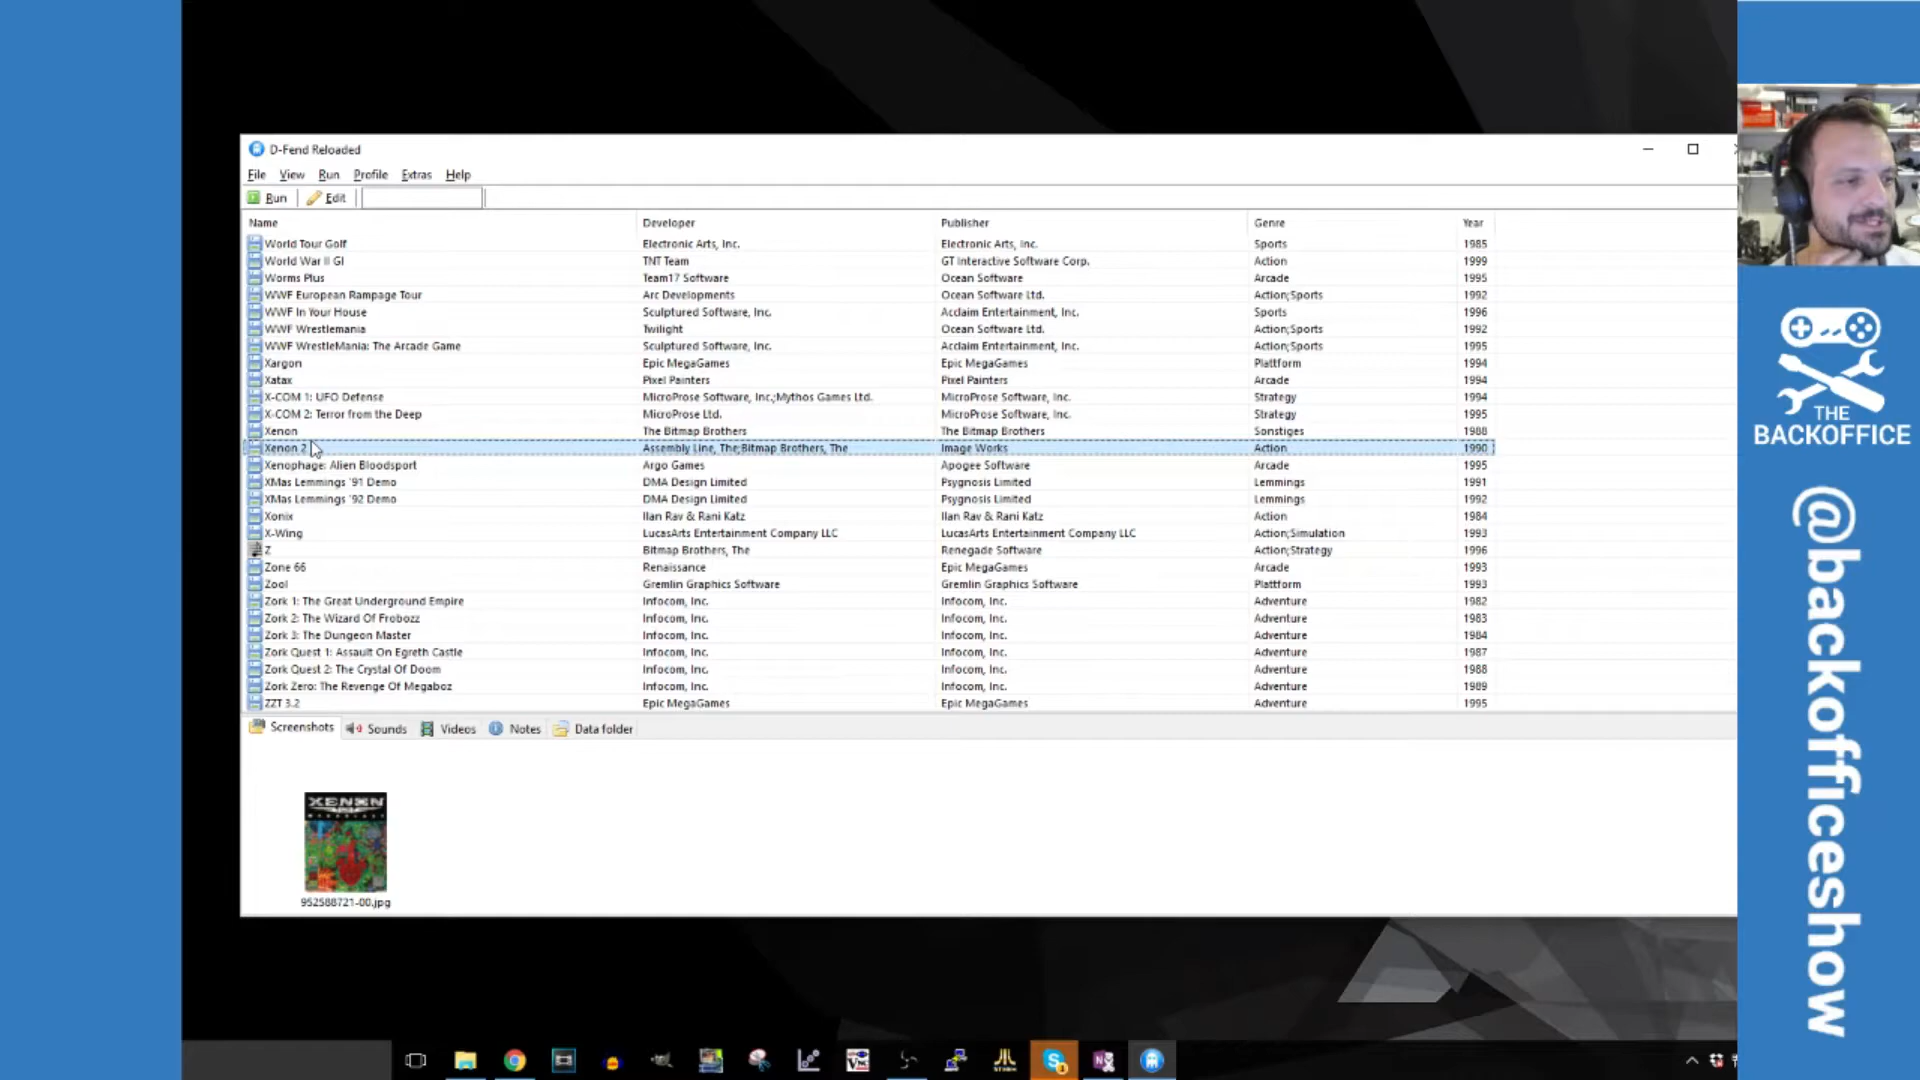 D-Fend Reloaded
File View Run Profile Extras Help
Run Edit
Name Developer Publisher Genre Year
World Tour Golf Electronic Arts, Inc. Electronic Arts, Inc. Sports 1985
World War II GI TNT Team GT Interactive Software Corp. Action 1999
Worms Plus Team17 Software Ocean Software Arcade 1995
WWF European Rampage Tour Arc Developments Ocean Software Ltd. Action;Sports 1992
WWF In Your House Sculptured Software, Inc. Acclaim Entertainment, Inc. Sports 1996
WWF Wrestlemania Twilight Ocean Software Ltd. Action;Sports 1992
WWF WrestleMania: The Arcade Game Sculptured Software, Inc. Acclaim Entertainment, Inc. Action;Sports 1995
Xargon Epic MegaGames Epic MegaGames Plattform 1994
Xatax Pixel Painters Pixel Painters Arcade 1994
X-COM 1: UFO Defense MicroProse Software, Inc.;Mythos Games Ltd. MicroProse Software, Inc. Strategy 1994
X-COM 2: Terror from the Deep MicroProse Ltd. MicroProse Software, Inc. Strategy 1995
Xenon The Bitmap Brothers The Bitmap Brothers Sonstiges 1988
Xenon 2 Assembly Line, The;Bitmap Brothers, The Image Works Action 1990
Xenophage: Alien Bloodsport Argo Games Apogee Software Arcade 1995
XMas Lemmings '91 Demo DMA Design Limited Psygnosis Limited Lemmings 1991
XMas Lemmings '92 Demo DMA Design Limited Psygnosis Limited Lemmings 1992
Xonix Ilan Rav & Rani Katz Ilan Rav & Rani Katz Action 1984
X-Wing LucasArts Entertainment Company LLC LucasArts Entertainment Company LLC Action;Simulation 1993
Z Bitmap Brothers, The Renegade Software Action;Strategy 1996
Zone 66 Renaissance Epic MegaGames Arcade 1993
Zool Gremlin Graphics Software Gremlin Graphics Software Plattform 1993
Zork 1: The Great Underground Empire Infocom, Inc. Infocom, Inc. Adventure 1982
Zork 2: The Wizard Of Frobozz Infocom, Inc. Infocom, Inc. Adventure 1983
Zork 3: The Dungeon Master Infocom, Inc. Infocom, Inc. Adventure 1984
Zork Quest 1: Assault On Egreth Castle Infocom, Inc. Infocom, Inc. Adventure 1987
Zork Quest 2: The Crystal Of Doom Infocom, Inc. Infocom, Inc. Adventure 1988
Zork Zero: The Revenge Of Megaboz Infocom, Inc. Infocom, Inc. Adventure 1989
ZZT 3.2 Epic MegaGames Epic MegaGames Adventure 1995
Screenshots Sounds Videos Notes Data folder
XENON
952588721-00.jpg
THE
BACKOFFICE
@backofficeshow